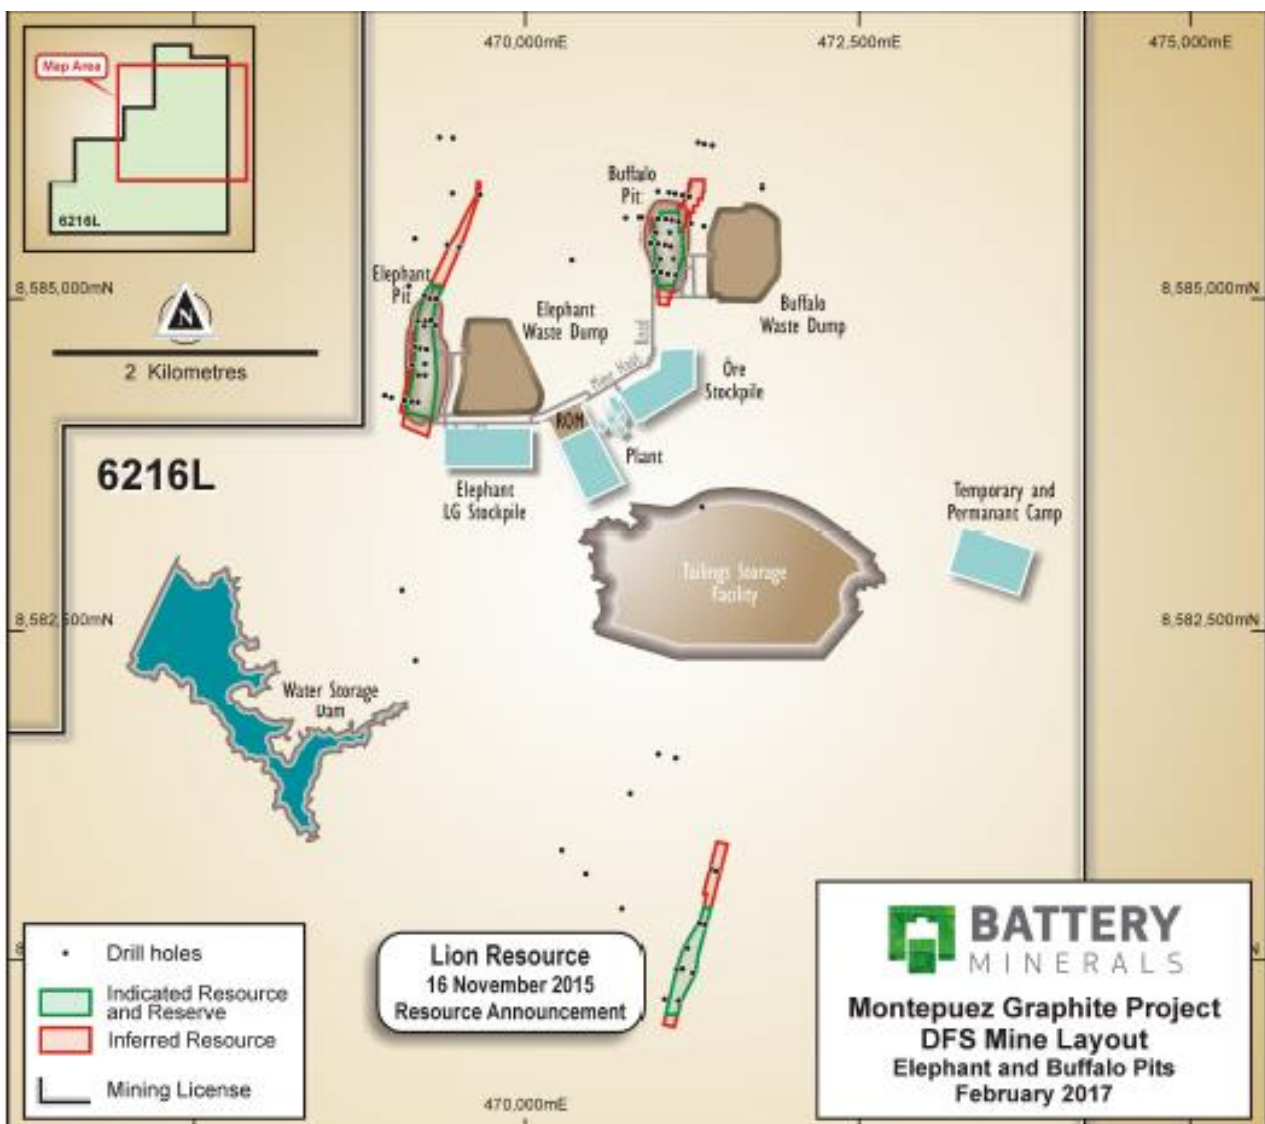 470,000mE
472,500mE
475,000mE
Map Area
6216L
Buffalo
Pit
Elephant
Pit
8,585,000mN
8,585,000mN
N
2 Kilometres
Elephant
Waste Dump
Buffalo
Waste Dump
Mine Haul Road
Ore
Stockpile
ROM
Plant
6216L
Elephant
LG Stockpile
Temporary and
Permanant Camp
Tailings Storage
Facility
8,582,500mN
8,582,500mN
Water Storage
Dam
Lion Resource
16 November 2015
Resource Announcement
Drill holes
Indicated Resource
and Reserve
Inferred Resource
Mining License
BATTERY
MINERALS
Montepuez Graphite Project
DFS Mine Layout
Elephant and Buffalo Pits
February 2017
470,000mE